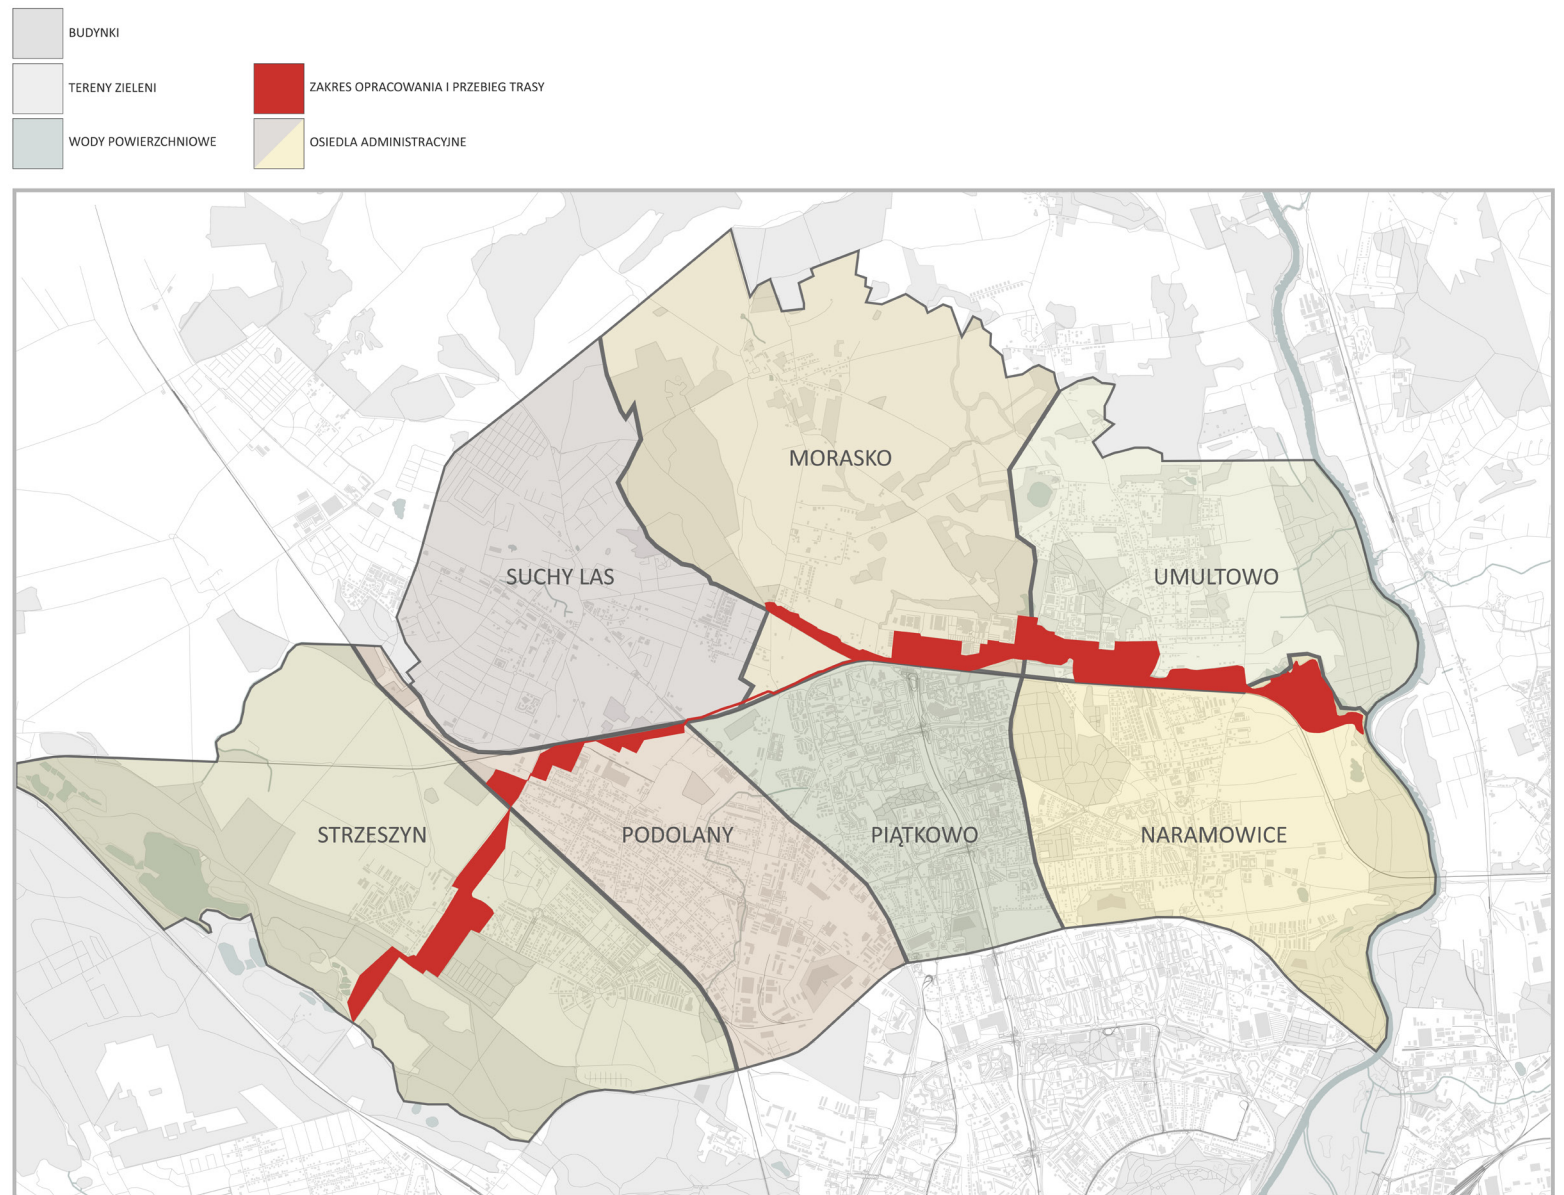 BUDYNKI
TERENY ZIELENI
ZAKRES OPRACOWANIA I PRZEBIEG TRASY
WODY POWIERZCHNIOWE
OSIEDLA ADMINISTRACYJNE
MORASKO
SUCHY LAS
UMULTOWO
STRZESZYN
PODOLANY
PIĄTKOWO
NARAMOWICE